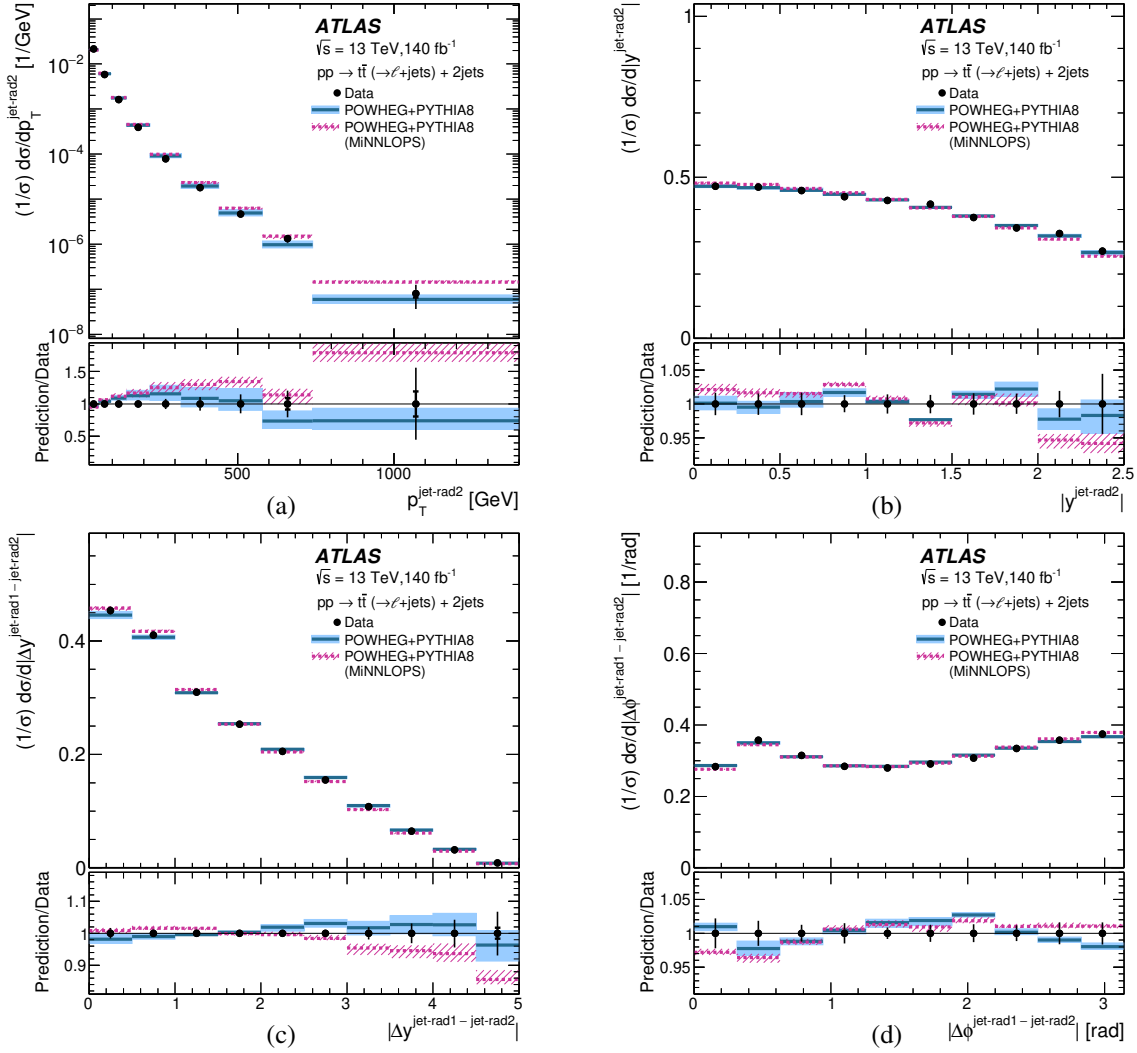 (1/σ) dσ/dp_T^jet-rad2 [1/GeV]
10⁻²
10⁻⁴
10⁻⁶
10⁻⁸
ATLAS
√s = 13 TeV,140 fb⁻¹
pp → tt̄ (→ℓ+jets) + 2jets
Data
POWHEG+PYTHIA8
POWHEG+PYTHIA8
(MiNNLOPS)
Prediction/Data
1.5
1
0.5
500 1000
p_T^jet-rad2 [GeV]
(a)
(1/σ) dσ/d|y^jet-rad2|
1
0.5
0
ATLAS
√s = 13 TeV,140 fb⁻¹
pp → tt̄ (→ℓ+jets) + 2jets
Data
POWHEG+PYTHIA8
POWHEG+PYTHIA8
(MiNNLOPS)
Prediction/Data
1.05
1
0.95
0 0.5 1 1.5 2 2.5
|y^jet-rad2|
(b)
(1/σ) dσ/d|Δy^jet-rad1 − jet-rad2|
0.4
0.2
0
ATLAS
√s = 13 TeV,140 fb⁻¹
pp → tt̄ (→ℓ+jets) + 2jets
Data
POWHEG+PYTHIA8
POWHEG+PYTHIA8
(MiNNLOPS)
Prediction/Data
1.1
1
0.9
0 1 2 3 4 5
|Δy^jet-rad1 − jet-rad2|
(c)
(1/σ) dσ/d|Δϕ^jet-rad1 − jet-rad2| [1/rad]
0.8
0.6
0.4
0.2
0
ATLAS
√s = 13 TeV,140 fb⁻¹
pp → tt̄ (→ℓ+jets) + 2jets
Data
POWHEG+PYTHIA8
POWHEG+PYTHIA8
(MiNNLOPS)
Prediction/Data
1.05
1
0.95
0 1 2 3
|Δϕ^jet-rad1 − jet-rad2| [rad]
(d)